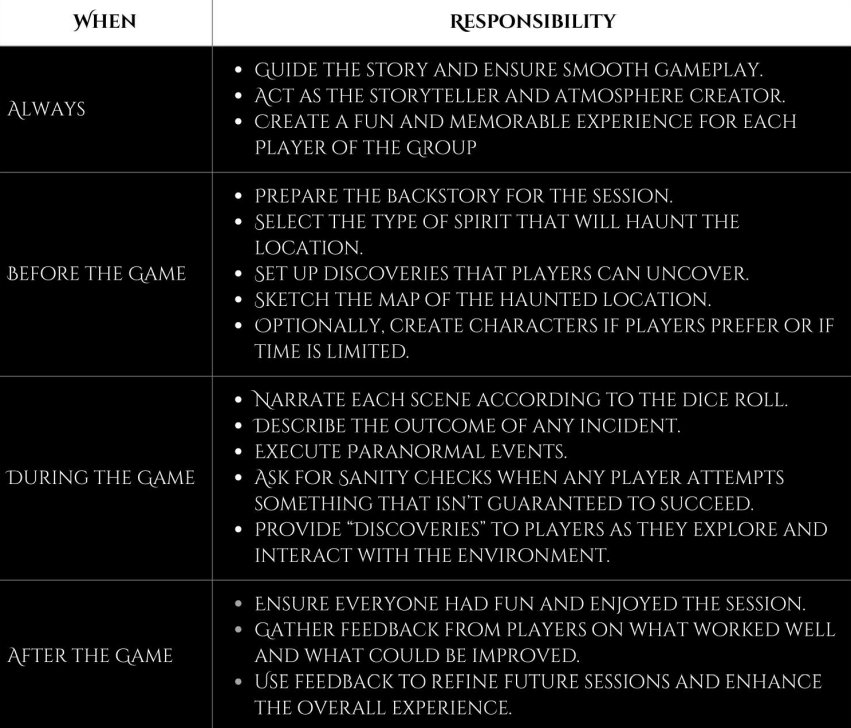 When
Responsibility
Always
• Guide the story and ensure smooth gameplay.
• Act as the storyteller and atmosphere creator.
• Create a fun and memorable experience for each
player of the Group
Before the Game
• Prepare the backstory for the session.
• Select the type of spirit that will haunt the
location.
• Set up discoveries that players can uncover.
• Sketch the map of the haunted location.
• Optionally, create characters if players prefer or if
time is limited.
During the Game
• Narrate each scene according to the dice roll.
• Describe the outcome of any incident.
• Execute Paranormal Events.
• Ask for Sanity Checks when any player attempts
something that isn’t guaranteed to succeed.
• Provide “Discoveries” to players as they explore and
interact with the environment.
After the Game
• Ensure everyone had fun and enjoyed the session.
• Gather feedback from players on what worked well
and what could be improved.
• Use feedback to refine future sessions and enhance
the overall experience.